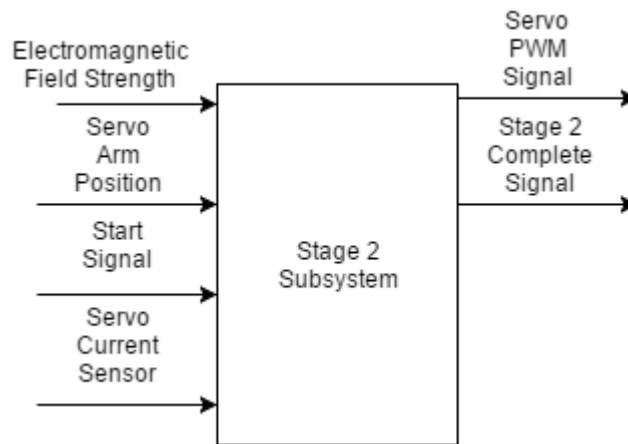 Electromagnetic
Field Strength
Servo
Arm
Position
Start
Signal
Servo
Current
Sensor
Stage 2
Subsystem
Servo
PWM
Signal
Stage 2
Complete
Signal